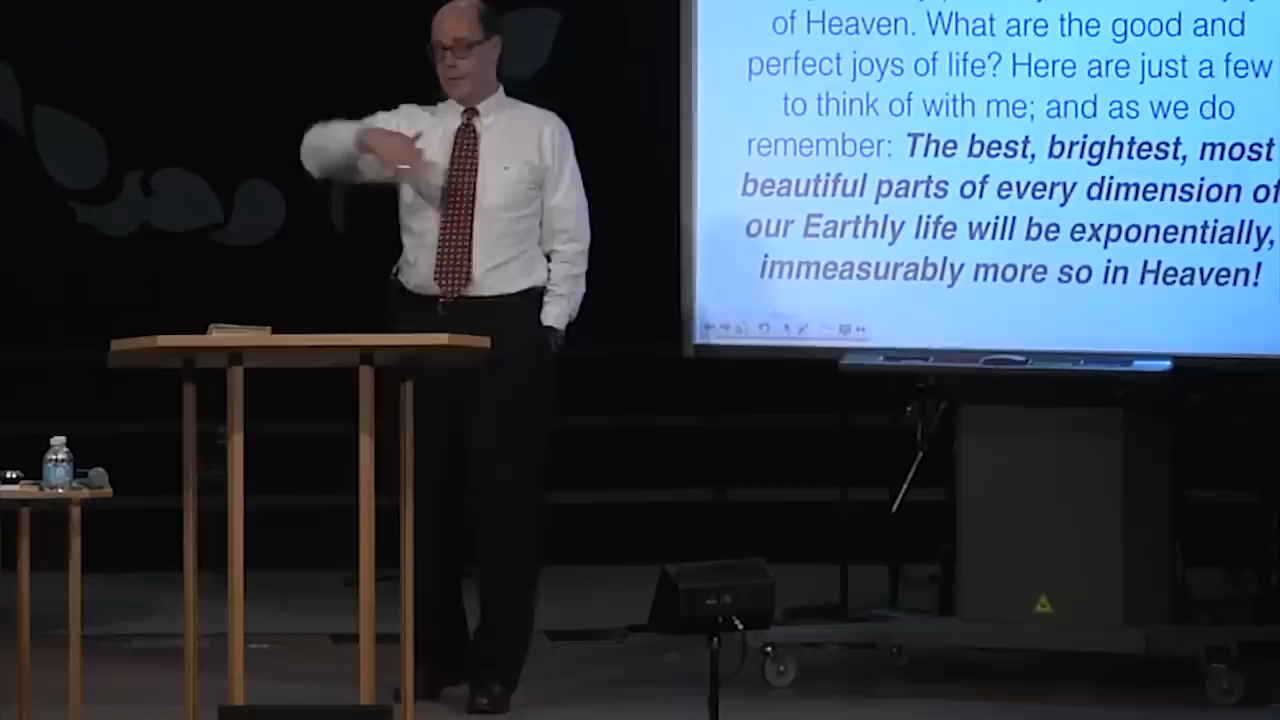 of Heaven. What are the good and
perfect joys of life? Here are just a few
to think of with me; and as we do
remember: The best, brightest, most
beautiful parts of every dimension of
our Earthly life will be exponentially,
immeasurably more so in Heaven!